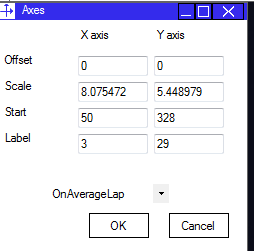 Axes
X axis Y axis
Offset 0 0
Scale 8.075472 5.448979
Start 50 328
Label 3 29
OnAverageLap
OK Cancel